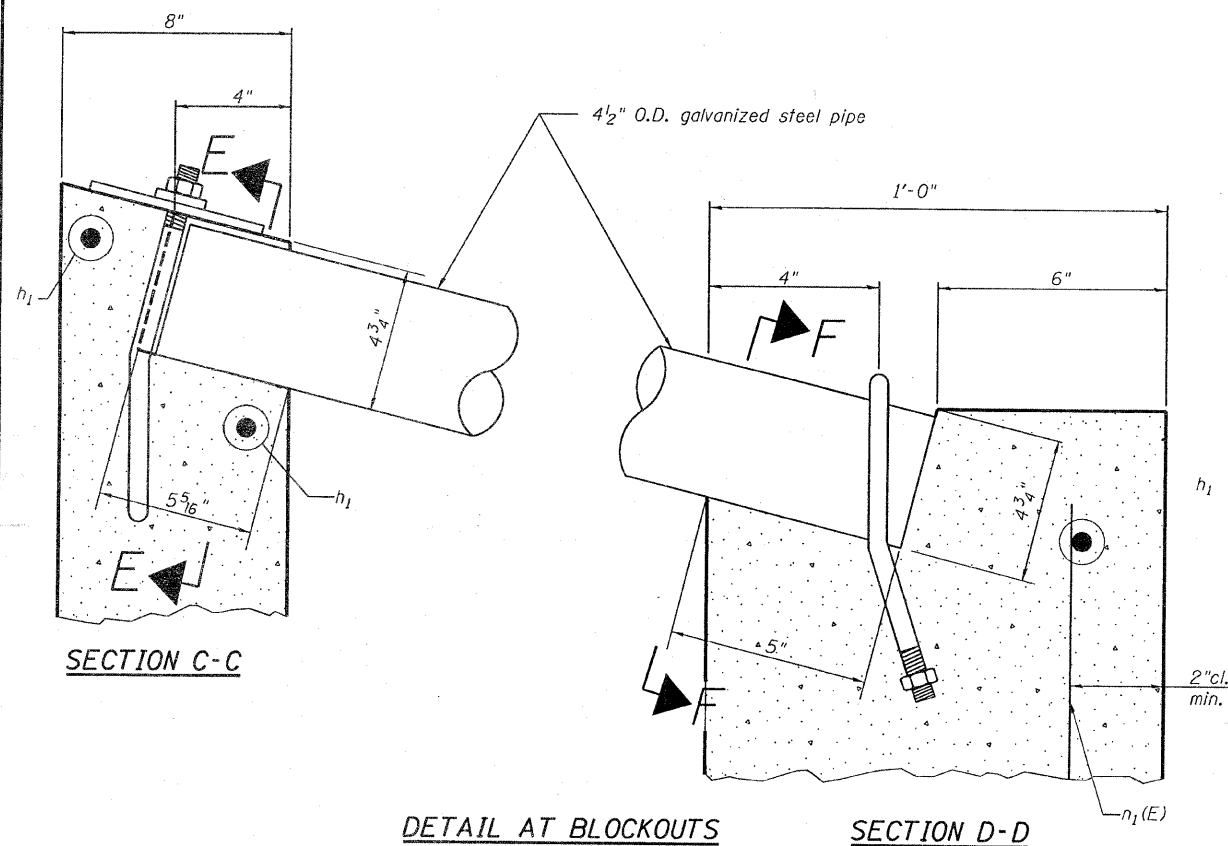 8"
4"
E
4½" O.D. galvanized steel pipe
1'-0"
4"
6"
F
h₁
4¾"
h₁
5 5/16"
E
4¾"
h₁
5"
F
2"cl.
min.
SECTION C-C
n₁(E)
DETAIL AT BLOCKOUTS
SECTION D-D